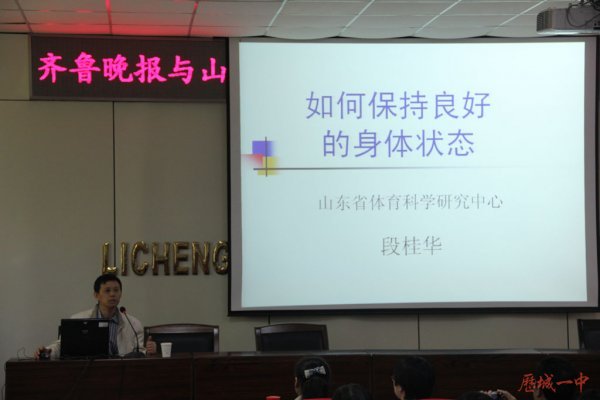 齐鲁晚报与山
如何保持良好
的身体状态
山东省体育科学研究中心
段桂华
LICHENG
历城一中